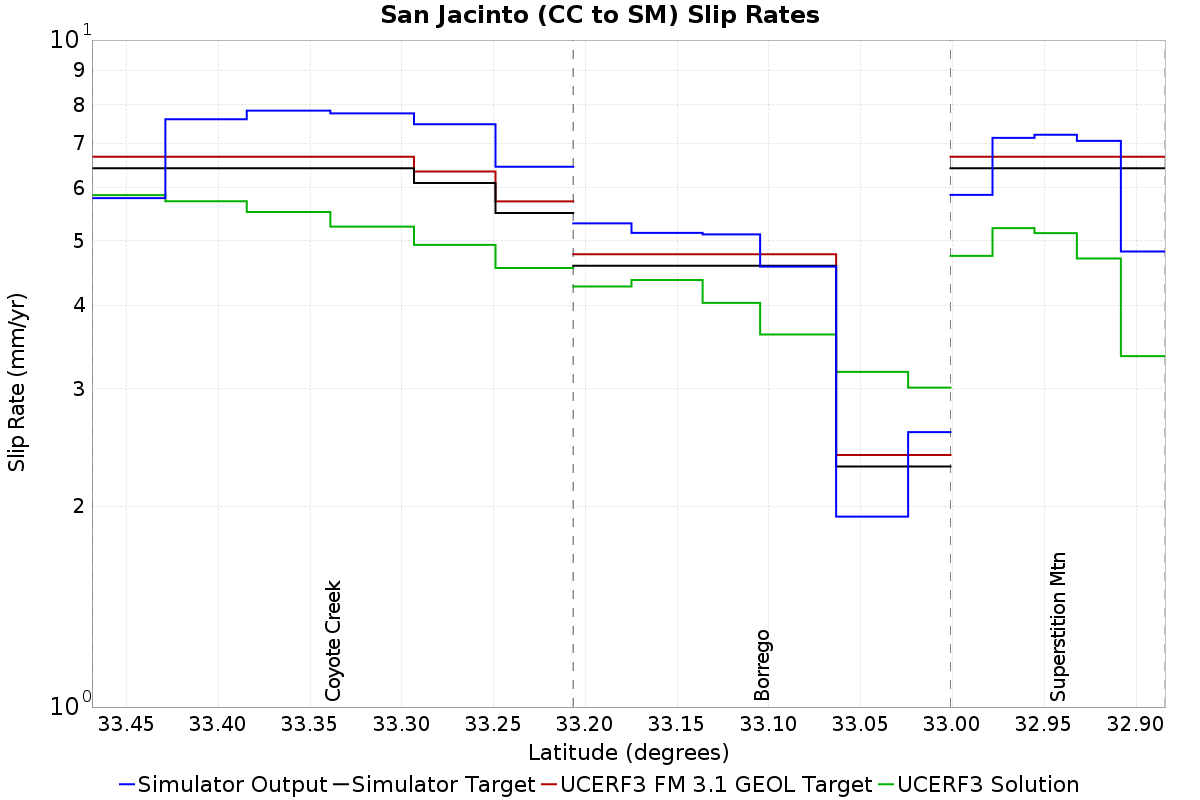 San Jacinto (CC to SM) Slip Rates
Slip Rate (mm/yr)
10^1
9
8
7
6
5
4
3
2
10^0
Coyote Creek
Borrego
Superstition Mtn
33.45 33.40 33.35 33.30 33.25 33.20 33.15 33.10 33.05 33.00 32.95 32.90
Latitude (degrees)
Simulator Output Simulator Target UCERF3 FM 3.1 GEOL Target UCERF3 Solution